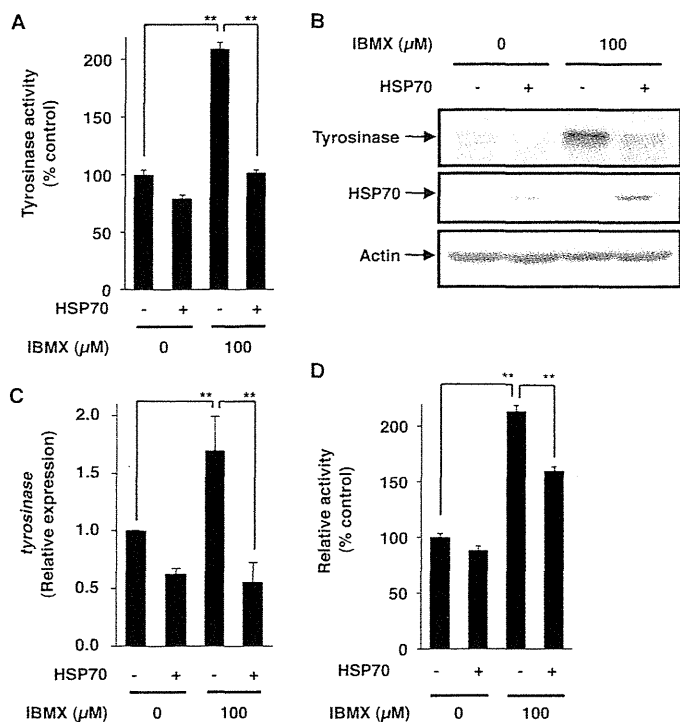 A
Tyrosinase activity
(% control)
** **
200
150
100
50
0
HSP70 - + - +
IBMX (µM) 0 100
B
IBMX (µM) 0 100
HSP70 - + - +
Tyrosinase
HSP70
Actin
C
tyrosinase
(Relative expression)
** **
2.0
1.5
1.0
0.5
0.0
HSP70 - + - +
IBMX (µM) 0 100
D
Relative activity
(% control)
** **
200
150
100
50
0
HSP70 - + - +
IBMX (µM) 0 100